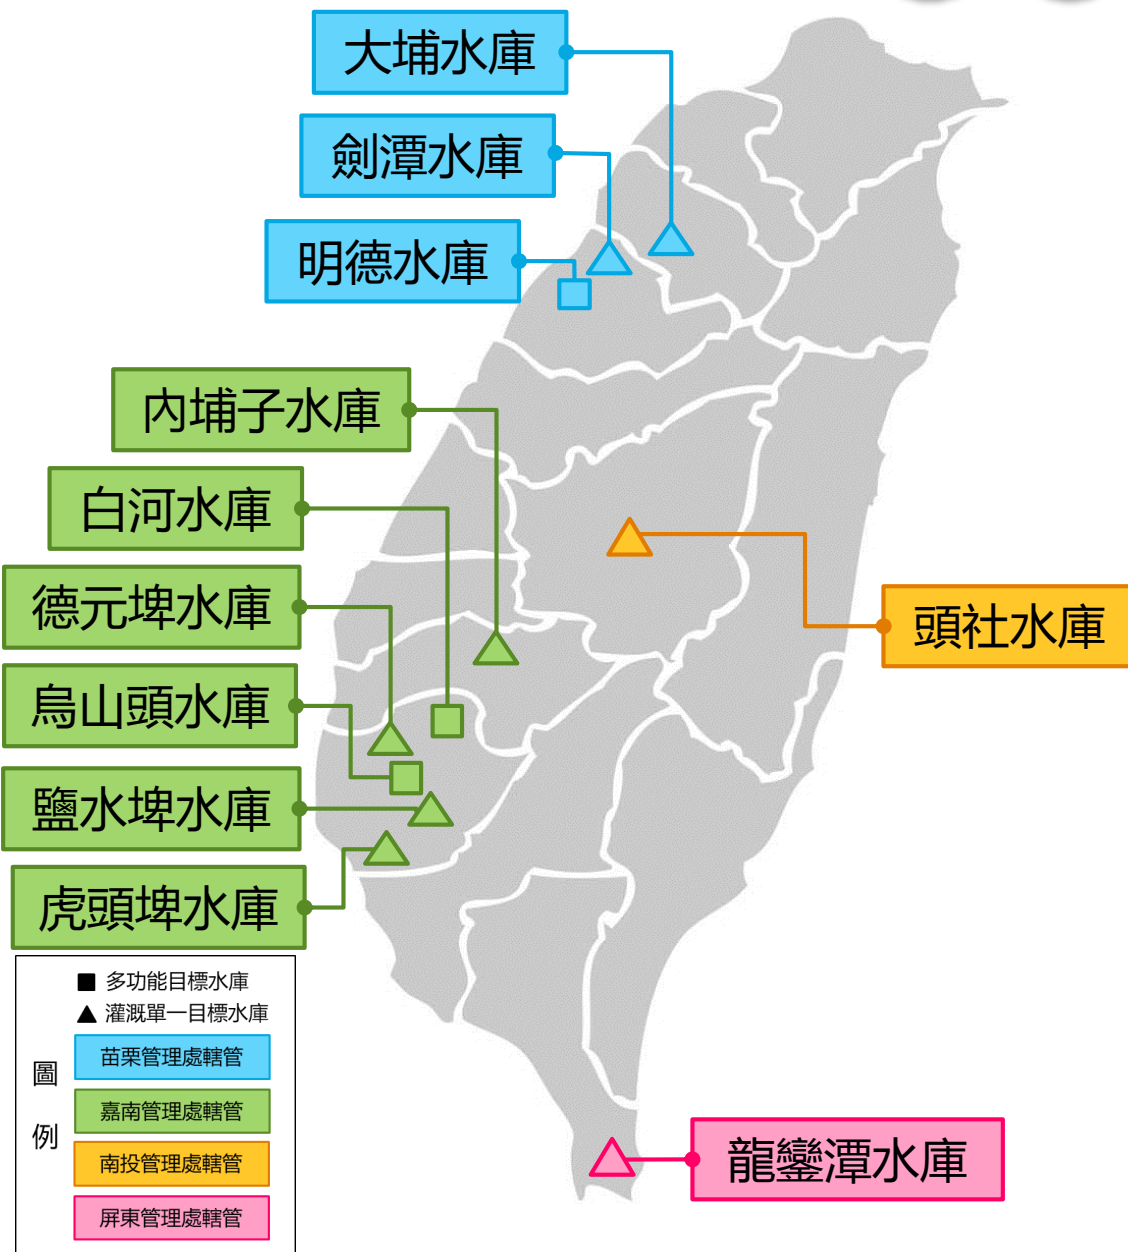 大埔水庫
劍潭水庫
明德水庫
內埔子水庫
白河水庫
德元埤水庫
烏山頭水庫
鹽水埤水庫
虎頭埤水庫
頭社水庫
龍鑾潭水庫
圖例
多功能目標水庫
灌溉單一目標水庫
苗栗管理處轄管
嘉南管理處轄管
南投管理處轄管
屏東管理處轄管